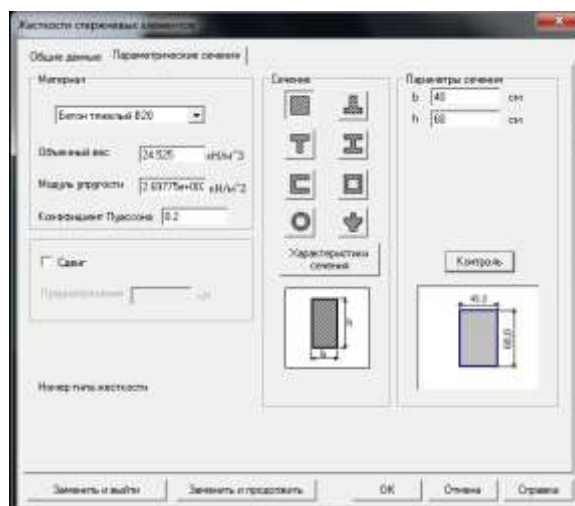 Жесткости стержневых элементов
Общие данные Параметрические сечения
Материал
Бетон тяжелый B20
Объемный вес 24.525 кН/м^3
Модуль упругости кН/м^2
Коэффициент Пуассона 0.2
Сдвиг
Сечение
Характеристики
сечения
h
b
Параметры сечения
b 40 см
h 60 см
Контроль
40,0
60,0
Номер типа жесткости
Заменить и выйти Заменить и продолжить OK Отмена Справка